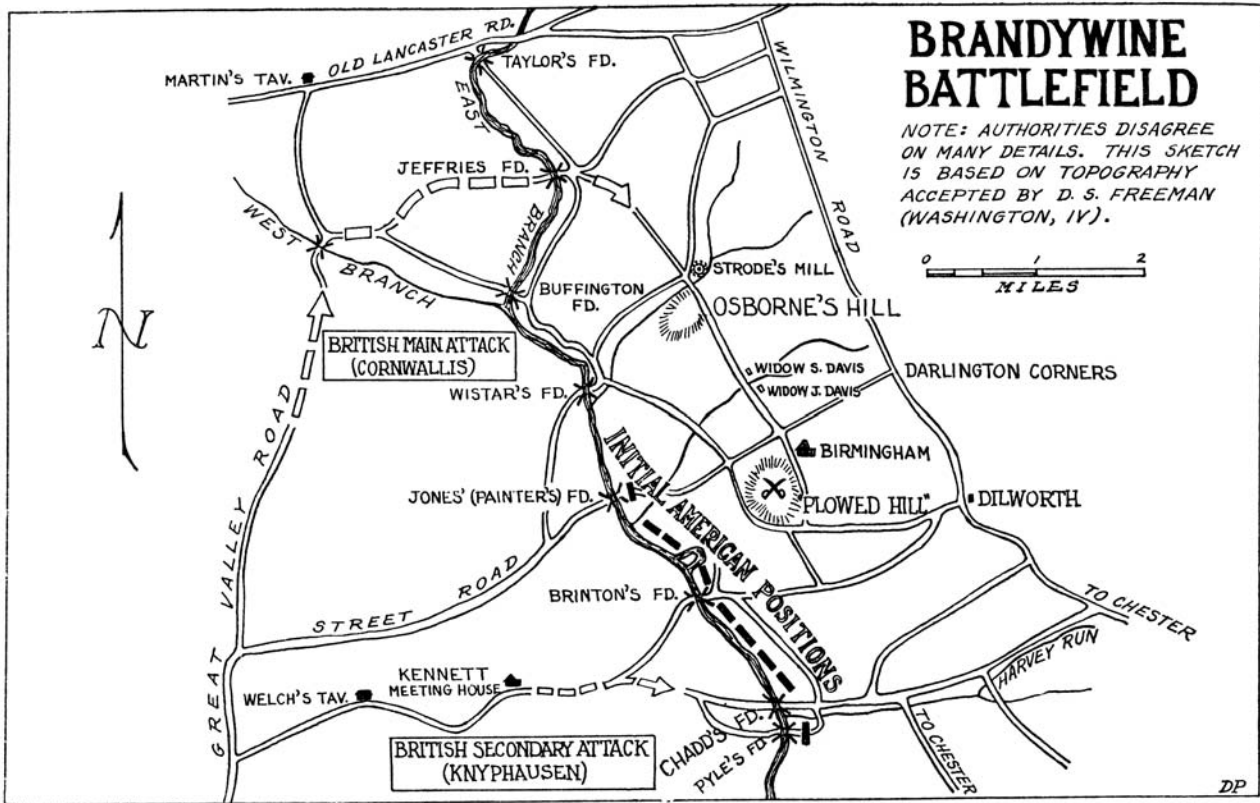 BRANDYWINE
BATTLEFIELD
NOTE: AUTHORITIES DISAGREE
ON MANY DETAILS. THIS SKETCH
IS BASED ON TOPOGRAPHY
ACCEPTED BY D. S. FREEMAN
(WASHINGTON, IV).
0 1 2
MILES
OLD LANCASTER RD.
MARTIN'S TAV.
TAYLOR'S FD.
WILMINGTON
ROAD
EAST
BRANCH
JEFFRIES FD.
WEST
BRANCH
N
STRODE'S MILL
BUFFINGTON
FD.
OSBORNE'S HILL
BRITISH MAIN ATTACK
(CORNWALLIS)
WIDOW S. DAVIS
WIDOW J. DAVIS
DARLINGTON CORNERS
WISTAR'S FD.
BIRMINGHAM
INITIAL AMERICAN POSITIONS
JONES' (PAINTER'S) FD.
"PLOWED HILL"
DILWORTH
GREAT VALLEY ROAD
STREET ROAD
BRINTON'S FD.
TO CHESTER
HARVEY RUN
KENNETT
MEETING HOUSE
WELCH'S TAV.
CHADD'S FD.
PYLE'S FD.
TO CHESTER
BRITISH SECONDARY ATTACK
(KNYPHAUSEN)
DP